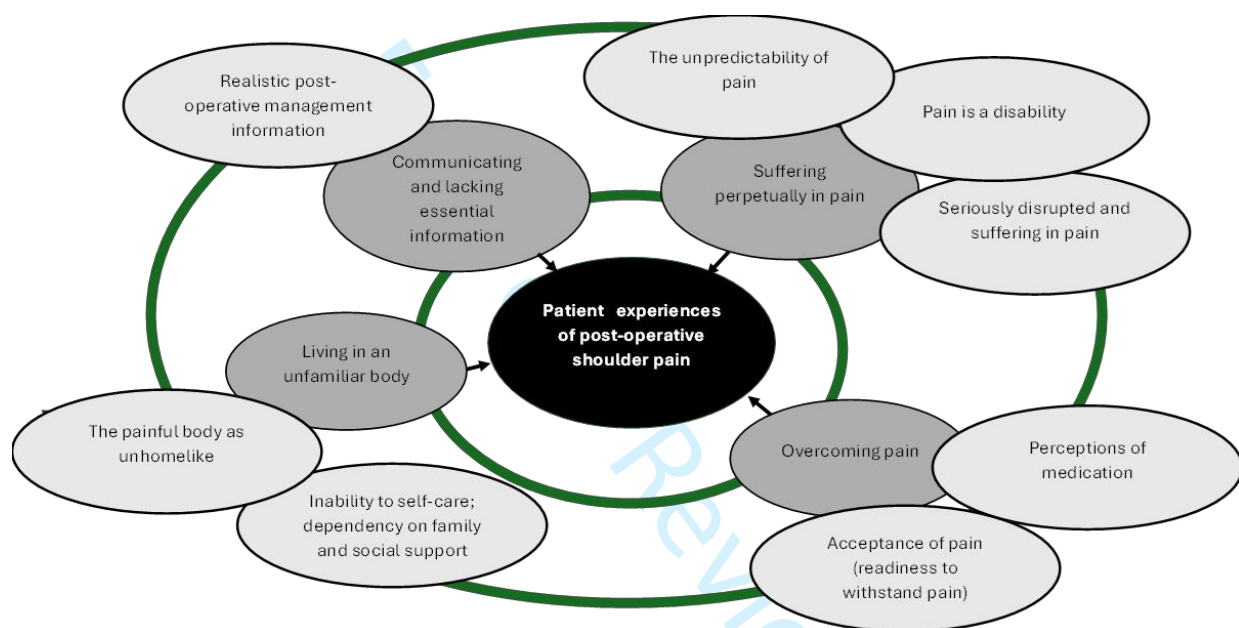 Realistic post-
operative management
information
The unpredictability of
pain
Pain is a disability
Communicating
and lacking
essential
information
Suffering
perpetually in pain
Seriously disrupted and
suffering in pain
Patient experiences
of post-operative
shoulder pain
Living in an
unfamiliar body
The painful body as
unhomelike
Overcoming pain
Perceptions of
medication
Inability to self-care;
dependency on family
and social support
Acceptance of pain
(readiness to
withstand pain)